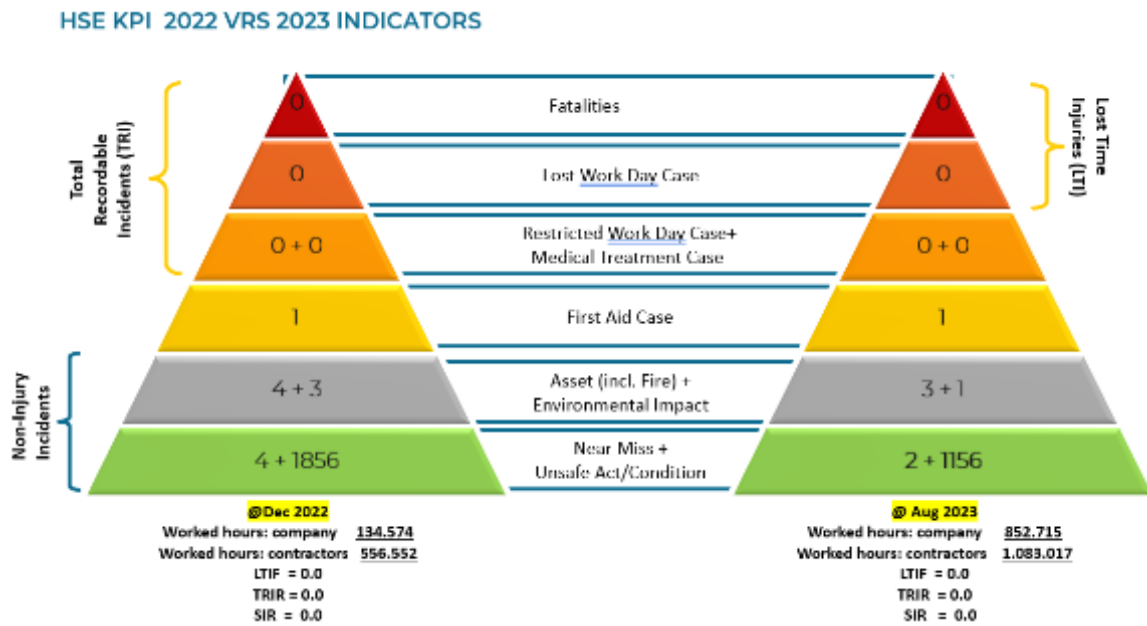 HSE KPI 2022 VRS 2023 INDICATORS
Total
Recordable
Incidents (TRI)
Non-Injury
Incidents
0
0
0 + 0
1
4 + 3
4 + 1856
Fatalities
Lost Work Day Case
Restricted Work Day Case+
Medical Treatment Case
First Aid Case
Asset (incl. Fire) +
Environmental Impact
Near Miss +
Unsafe Act/Condition
0
0
0 + 0
1
3 + 1
2 + 1156
Lost Time
Injuries (LTI)
@Dec 2022
Worked hours: company 134.574
Worked hours: contractors 556.552
LTIF = 0.0
TRIR = 0.0
SIR = 0.0
@ Aug 2023
Worked hours: company 852.715
Worked hours: contractors 1.083.017
LTIF = 0.0
TRIR = 0.0
SIR = 0.0